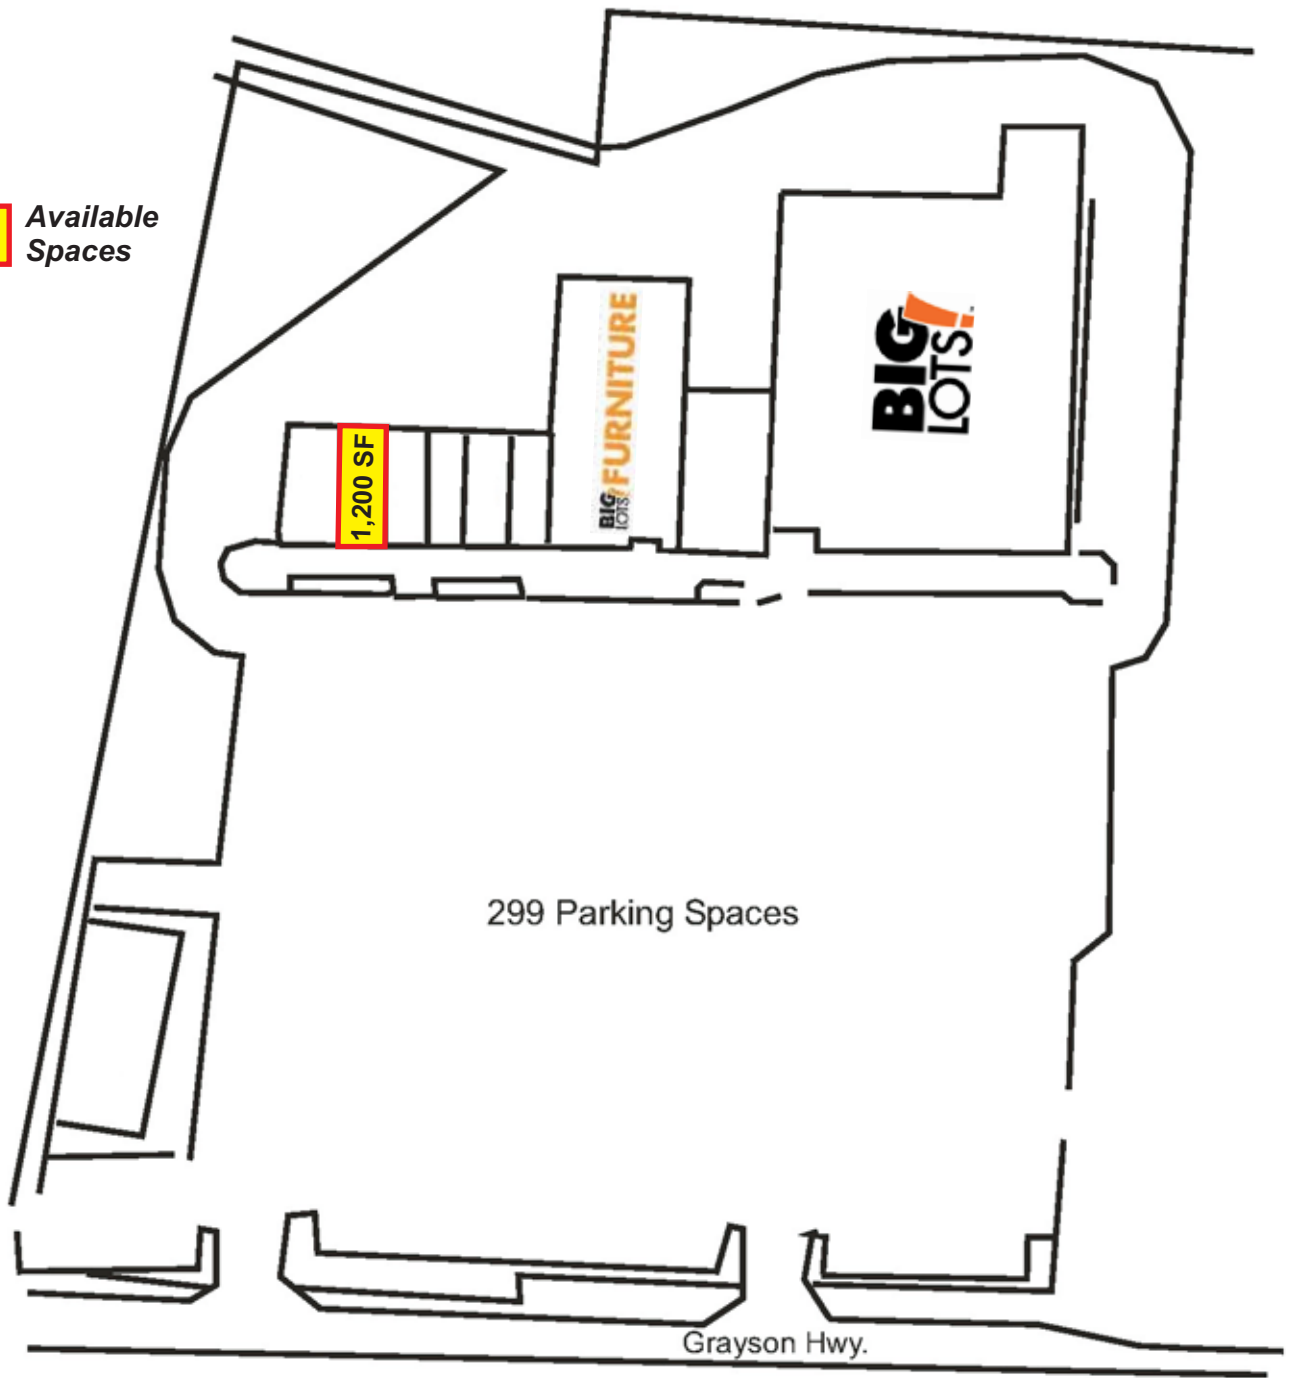 Available
Spaces
BIG
LOTS!
BIG
LOTS!
FURNITURE
1,200 SF
299 Parking Spaces
Grayson Hwy.